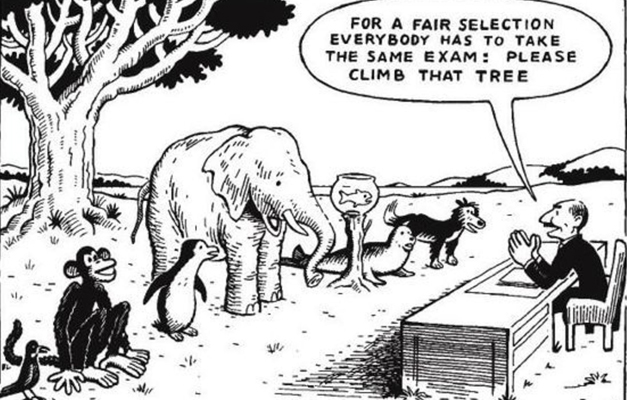 FOR A FAIR SELECTION
EVERYBODY HAS TO TAKE
THE SAME EXAM: PLEASE
CLIMB THAT TREE